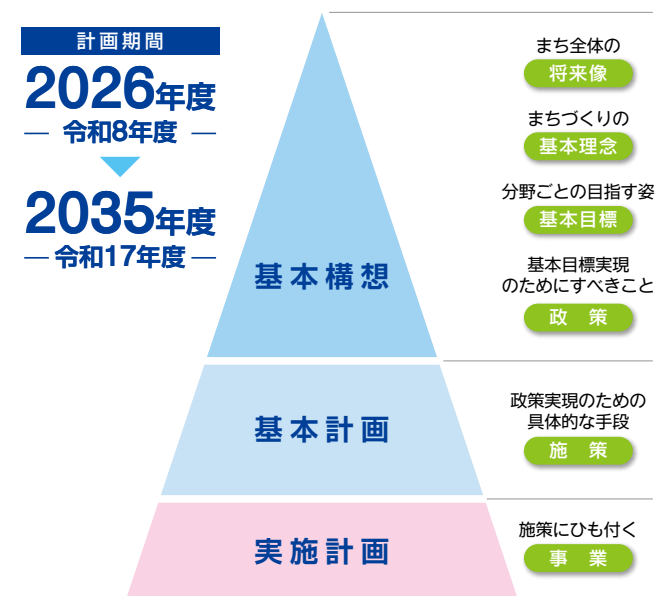 計画期間
2026年度
― 令和8年度 ―
2035年度
― 令和17年度 ―
まち全体の
将来像
まちづくりの
基本理念
分野ごとの目指す姿
基本目標
基本目標実現
のためにすべきこと
政 策
基本構想
政策実現のための
具体的な手段
施 策
基本計画
施策にひも付く
事 業
実施計画